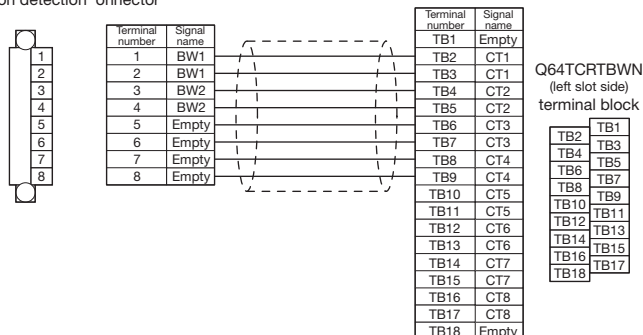 on detection onnector
1
2
3
4
5
6
7
8
Terminal number Signal name
1 BW1
2 BW1
3 BW2
4 BW2
5 Empty
6 Empty
7 Empty
8 Empty
Terminal number Signal name
TB1 Empty
TB2 CT1
TB3 CT1
TB4 CT2
TB5 CT2
TB6 CT3
TB7 CT3
TB8 CT4
TB9 CT4
TB10 CT5
TB11 CT5
TB12 CT6
TB13 CT6
TB14 CT7
TB15 CT7
TB16 CT8
TB17 CT8
TB18 Empty
Q64TCRTBWN
(left slot side)
terminal block
TB1
TB2
TB3
TB4
TB5
TB6
TB7
TB8
TB9
TB10
TB11
TB12
TB13
TB14
TB15
TB16
TB17
TB18